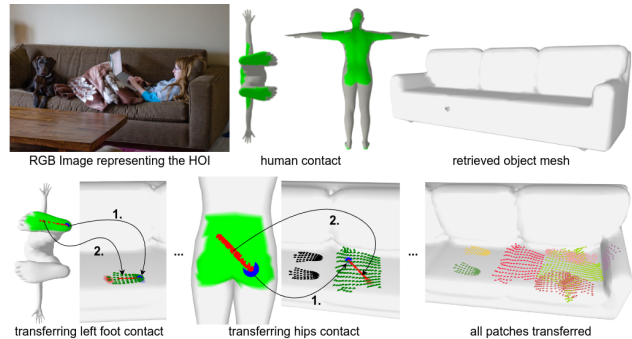 RGB Image representing the HOI
human contact
retrieved object mesh
1.
2.
...
2.
1.
...
transferring left foot contact
transferring hips contact
all patches transferred